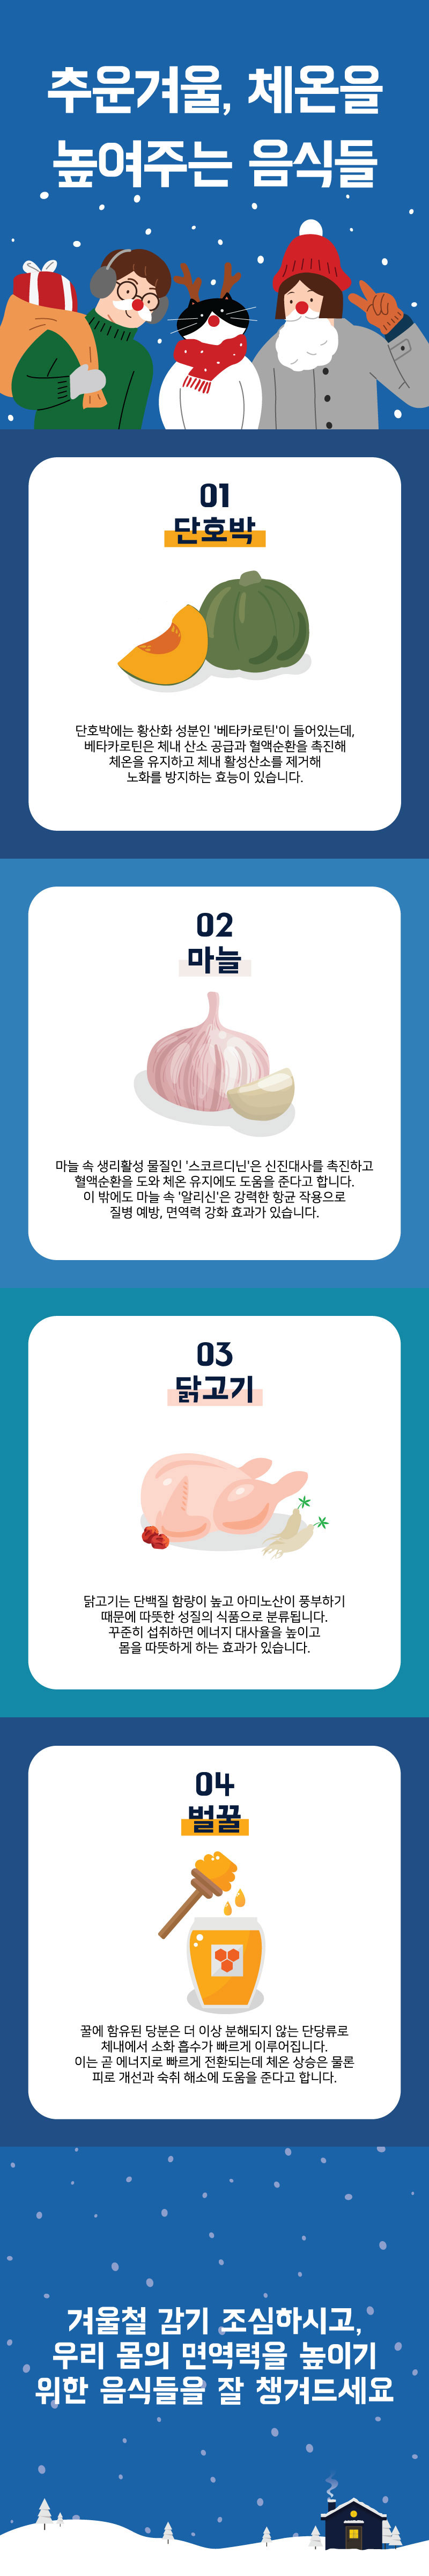 추운겨울, 체온을
높여주는 음식들
01
단호박
단호박에는 황산화 성분인 '베타카로틴'이 들어있는데,
베타카로틴은 체내 산소 공급과 혈액순환을 촉진해
체온을 유지하고 체내 활성산소를 제거해
노화를 방지하는 효능이 있습니다.
02
마늘
마늘 속 생리활성 물질인 '스코르디닌'은 신진대사를 촉진하고
혈액순환을 도와 체온 유지에도 도움을 준다고 합니다.
이 밖에도 마늘 속 '알리신'은 강력한 항균 작용으로
질병 예방, 면역력 강화 효과가 있습니다.
03
닭고기
닭고기는 단백질 함량이 높고 아미노산이 풍부하기
때문에 따뜻한 성질의 식품으로 분류됩니다.
꾸준히 섭취하면 에너지 대사율을 높이고
몸을 따뜻하게 하는 효과가 있습니다.
04
벌꿀
꿀에 함유된 당분은 더 이상 분해되지 않는 단당류로
체내에서 소화 흡수가 빠르게 이루어집니다.
이는 곧 에너지로 빠르게 전환되는데 체온 상승은 물론
피로 개선과 숙취 해소에 도움을 준다고 합니다.
겨울철 감기 조심하시고,
우리 몸의 면역력을 높이기
위한 음식들을 잘 챙겨드세요